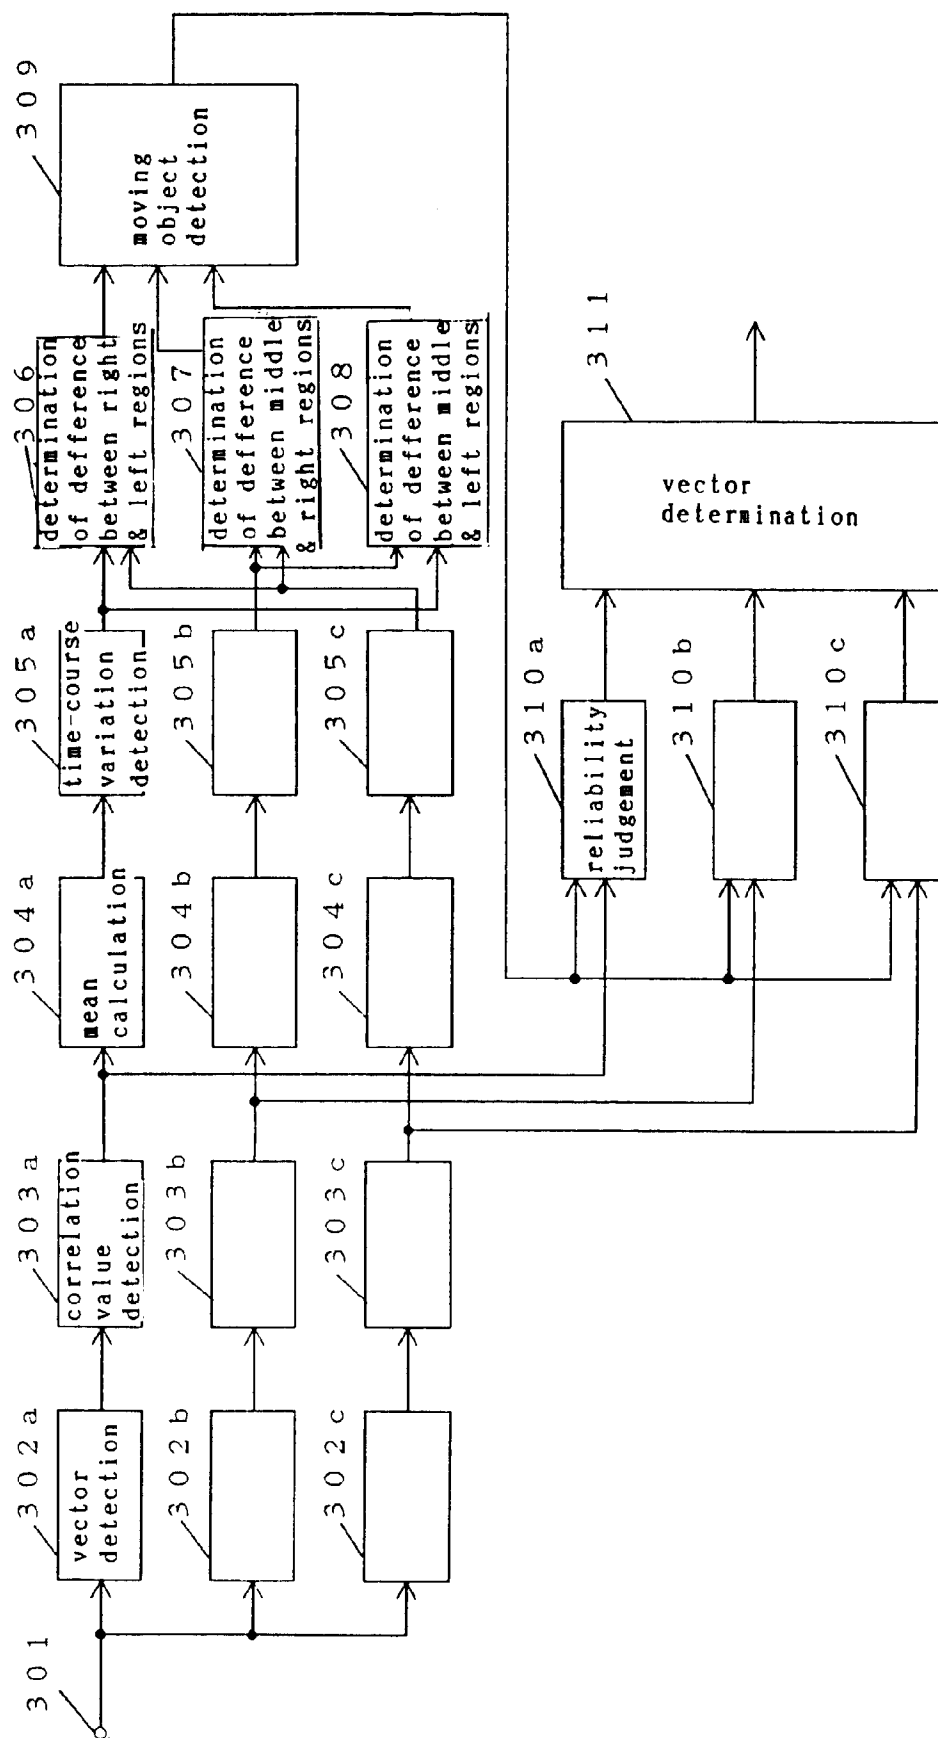 301
302a
vector
detection
302b
302c
303a
correlation
value
detection
303b
303c
304a
mean
calculation
304b
304c
305a
time-course
variation
detection
305b
305c
306
determination
of defference
between right
& left regions
307
determination
of defference
between middle
& right regions
308
determination
of defference
between middle
& left regions
309
moving
object
detection
310a
reliability
judgement
310b
310c
311
vector
determination